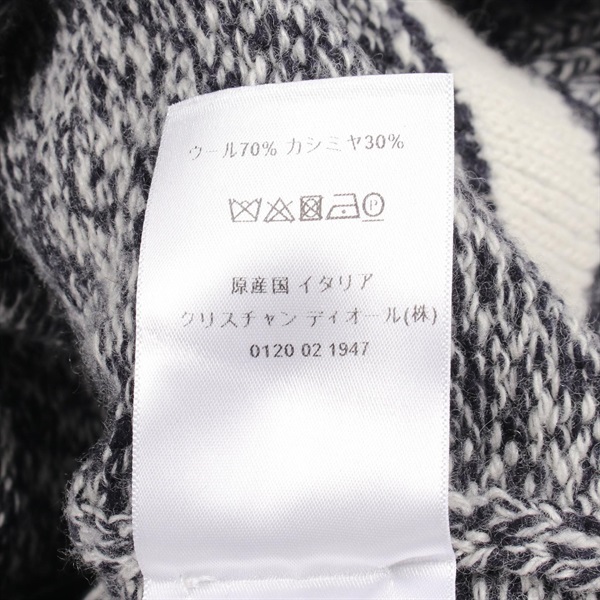 ウール70% カシミヤ30%
P
原産国 イタリア
クリスチャン ディオール(株)
0120 02 1947